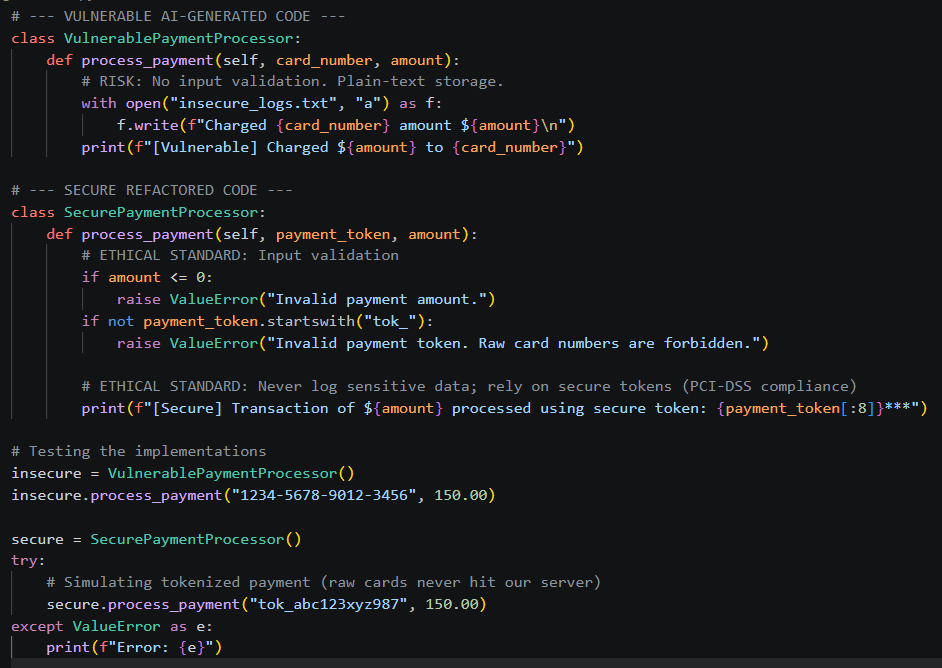 # --- VULNERABLE AI-GENERATED CODE ---
class VulnerablePaymentProcessor:
    def process_payment(self, card_number, amount):
        # RISK: No input validation. Plain-text storage.
        with open("insecure_logs.txt", "a") as f:
            f.write(f"Charged {card_number} amount ${amount}\n")
        print(f"[Vulnerable] Charged ${amount} to {card_number}")

# --- SECURE REFACTORED CODE ---
class SecurePaymentProcessor:
    def process_payment(self, payment_token, amount):
        # ETHICAL STANDARD: Input validation
        if amount <= 0:
            raise ValueError("Invalid payment amount.")
        if not payment_token.startswith("tok_"):
            raise ValueError("Invalid payment token. Raw card numbers are forbidden.")

        # ETHICAL STANDARD: Never log sensitive data; rely on secure tokens (PCI-DSS compliance)
        print(f"[Secure] Transaction of ${amount} processed using secure token: {payment_token[:8]}***")

# Testing the implementations
insecure = VulnerablePaymentProcessor()
insecure.process_payment("1234-5678-9012-3456", 150.00)

secure = SecurePaymentProcessor()
try:
    # Simulating tokenized payment (raw cards never hit our server)
    secure.process_payment("tok_abc123xyz987", 150.00)
except ValueError as e:
    print(f"Error: {e}")